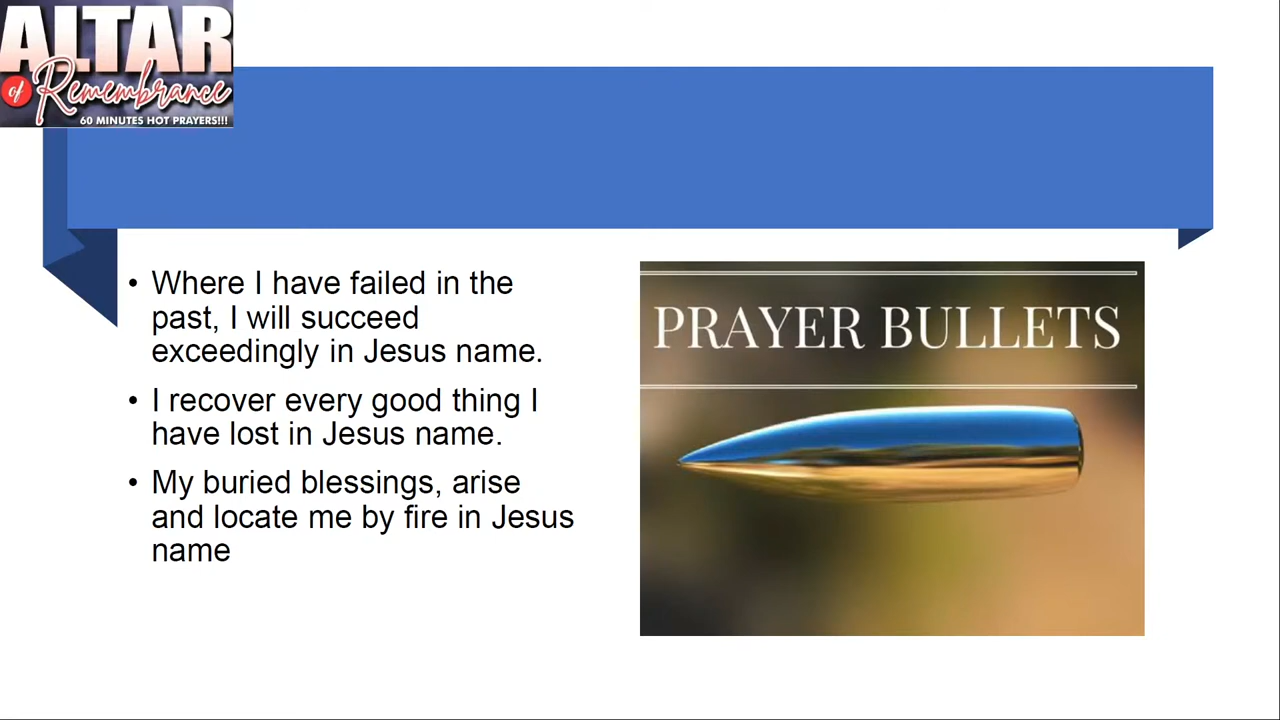 ALTAR
of Remembrance
60 MINUTES HOT PRAYERS!!!
• Where I have failed in the
past, I will succeed
exceedingly in Jesus name.
• I recover every good thing I
have lost in Jesus name.
• My buried blessings, arise
and locate me by fire in Jesus
name
PRAYER BULLETS